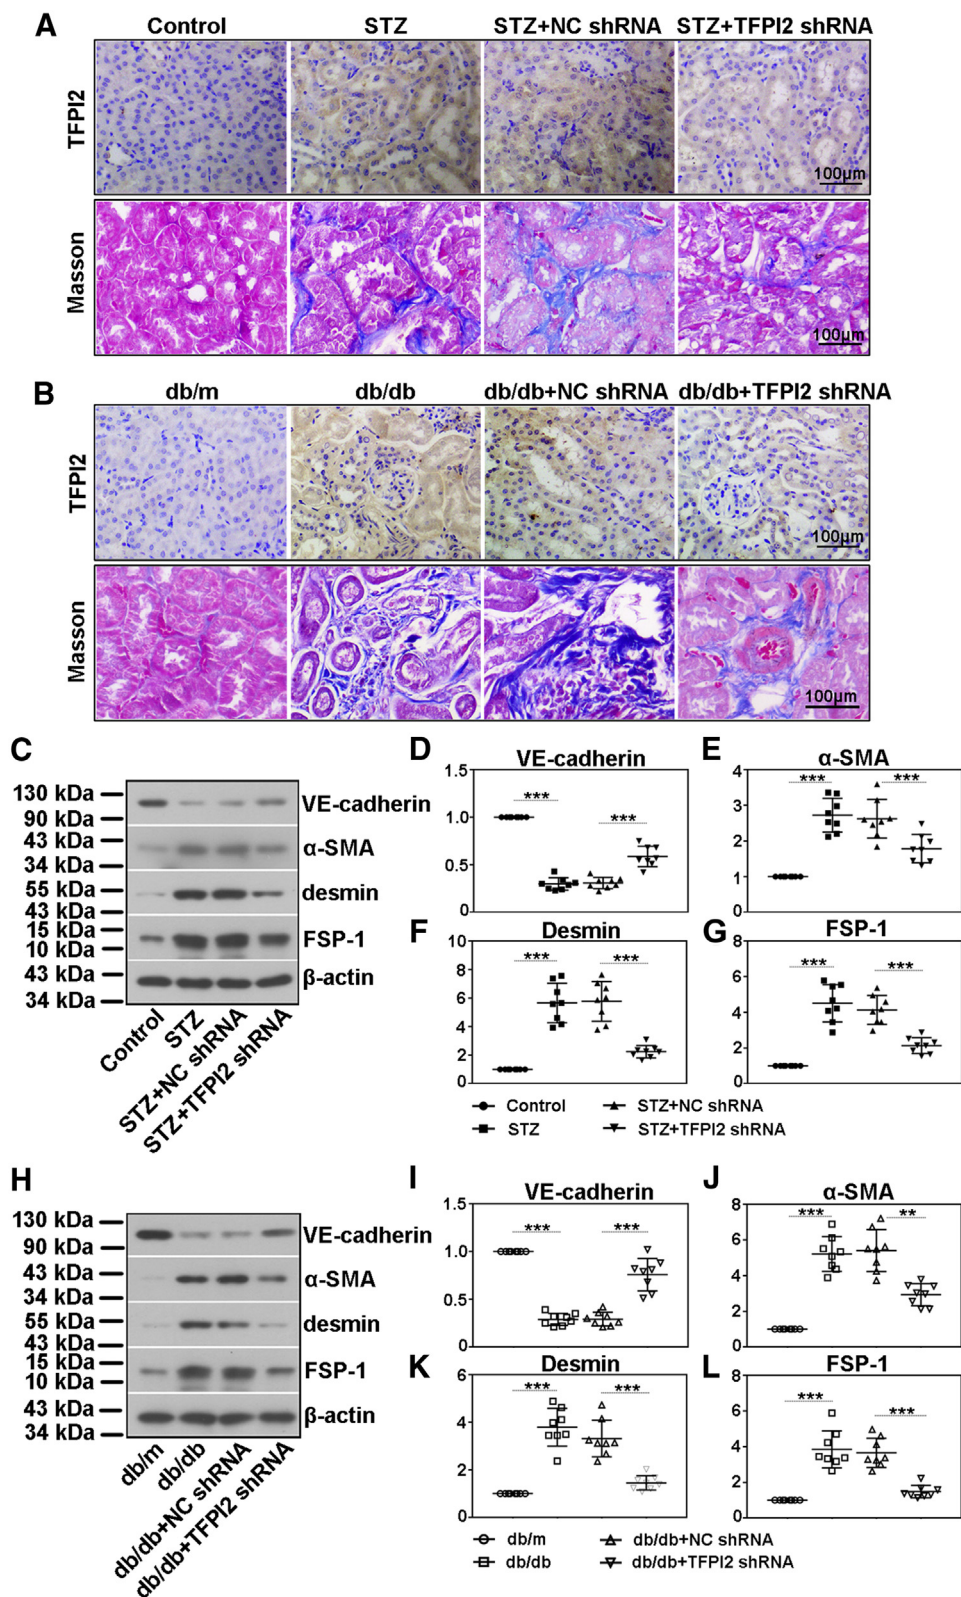 A
Control STZ STZ+NC shRNA STZ+TFPI2 shRNA
TFPI2
100μm
Masson
100μm
B
db/m db/db db/db+NC shRNA db/db+TFPI2 shRNA
TFPI2
100μm
Masson
100μm
C
130 kDa
90 kDa
VE-cadherin
43 kDa
34 kDa
α-SMA
55 kDa
43 kDa
desmin
15 kDa
10 kDa
FSP-1
43 kDa
34 kDa
β-actin
Control
STZ
STZ+NC shRNA
STZ+TFPI2 shRNA
D
VE-cadherin
1.5
1.0
0.5
0
***
***
E
α-SMA
4
3
2
1
0
***
***
F
Desmin
10
8
6
4
2
0
***
***
G
FSP-1
8
6
4
2
0
***
***
Control STZ+NC shRNA
STZ STZ+TFPI2 shRNA
H
130 kDa
90 kDa
VE-cadherin
43 kDa
34 kDa
α-SMA
55 kDa
43 kDa
desmin
15 kDa
10 kDa
FSP-1
43 kDa
34 kDa
β-actin
db/m
db/db
db/db+NC shRNA
db/db+TFPI2 shRNA
I
VE-cadherin
1.5
1.0
0.5
0
***
***
J
α-SMA
8
6
4
2
0
***
**
K
Desmin
6
4
2
0
***
***
L
FSP-1
8
6
4
2
0
***
***
db/m db/db+NC shRNA
db/db db/db+TFPI2 shRNA